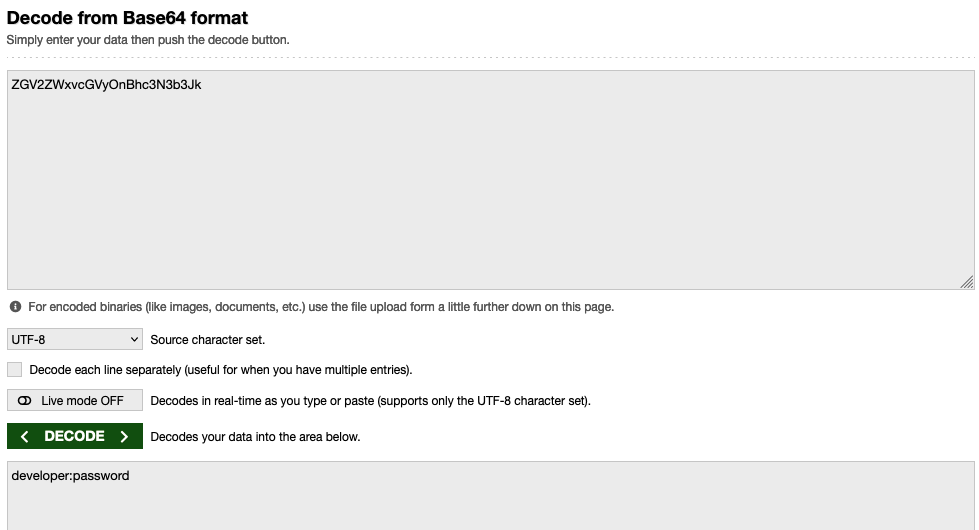 Decode from Base64 format
Simply enter your data then push the decode button.
ZGV2ZWxvcGVyOnBhc3N3b3Jk
For encoded binaries (like images, documents, etc.) use the file upload form a little further down on this page.
UTF-8 Source character set.
Decode each line separately (useful for when you have multiple entries).
Live mode OFF Decodes in real-time as you type or paste (supports only the UTF-8 character set).
DECODE Decodes your data into the area below.
developer:password